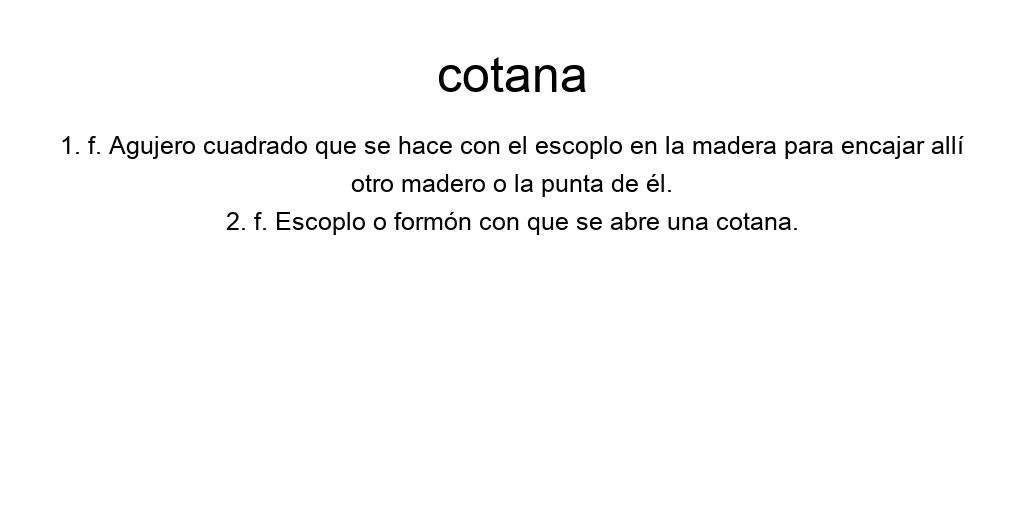 cotana
1. f. Agujero cuadrado que se hace con el escoplo en la madera para encajar allí
otro madero o la punta de él.
2. f. Escoplo o formón con que se abre una cotana.